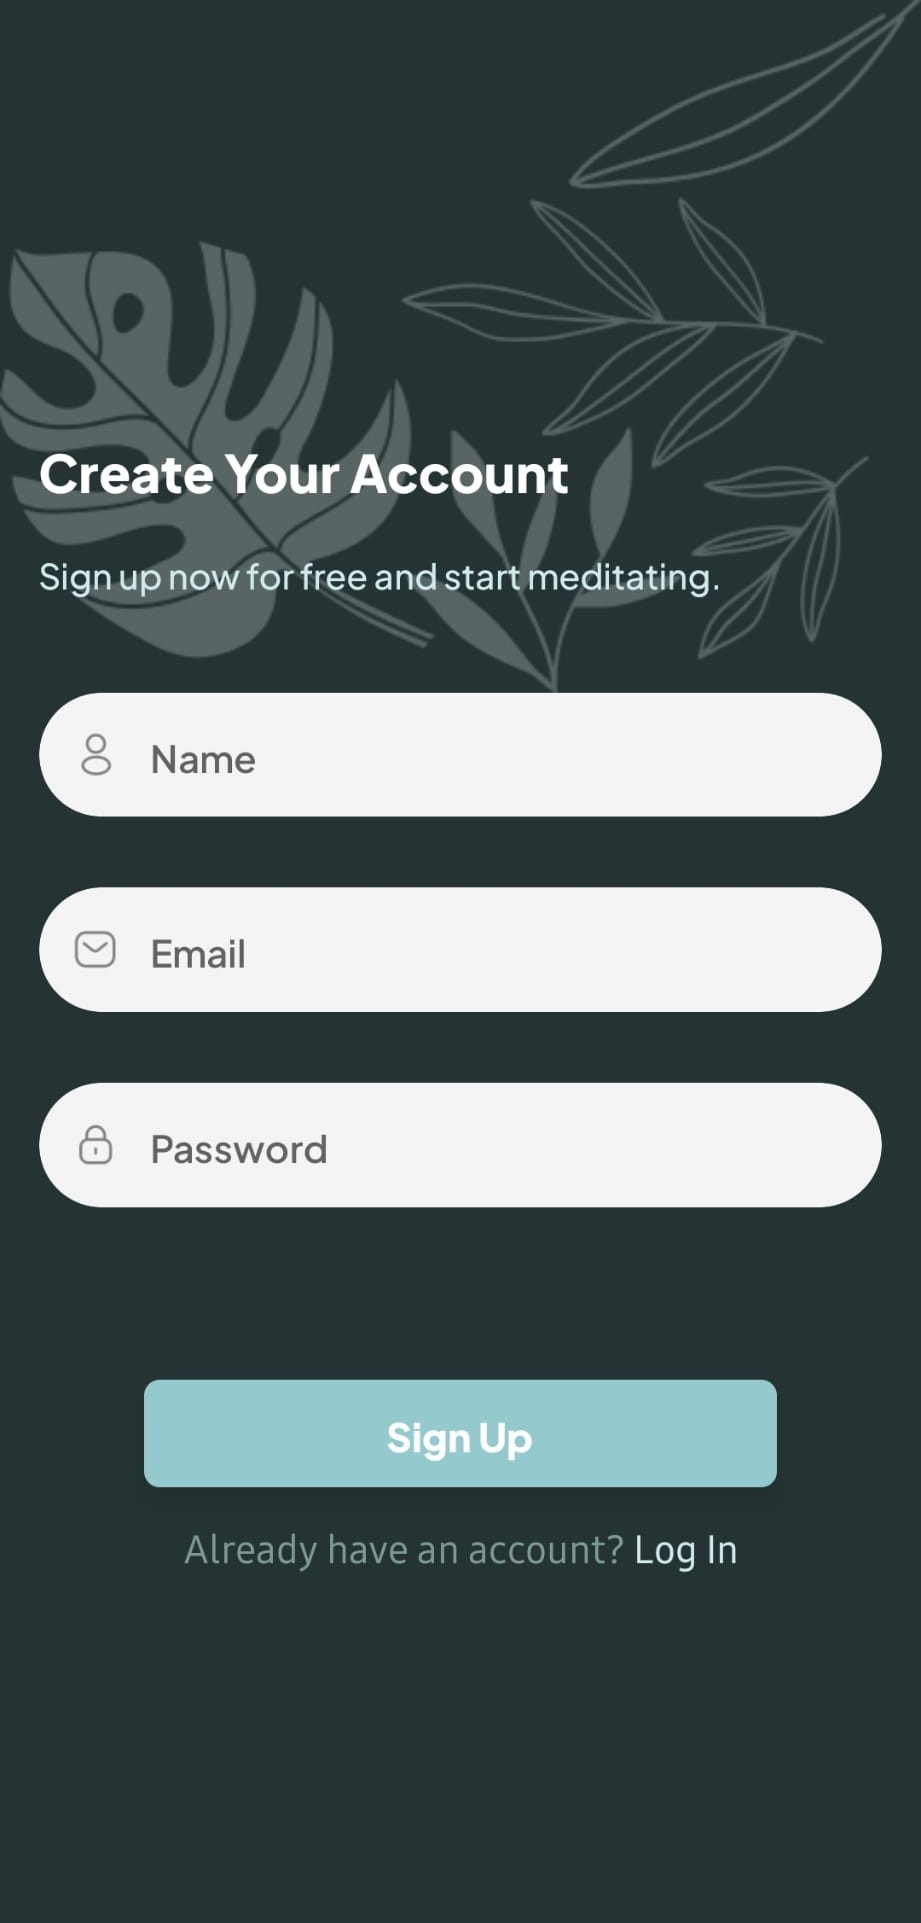 Create Your Account
Sign up now for free and start meditating.
Name
Email
Password
Sign Up
Already have an account? Log In